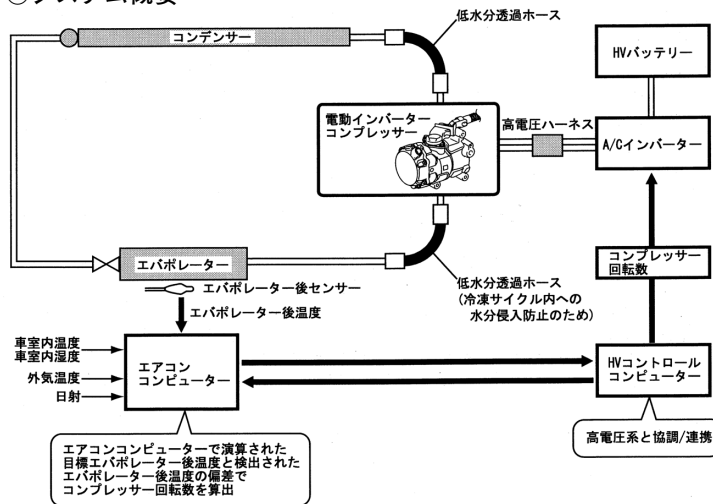 コンデンサー
低水分透過ホース
HVバッテリー
電動インバーター
コンプレッサー
高電圧ハーネス
A/Cインバーター
エバポレーター
コンプレッサー
回転数
エバポレーター後センサー
低水分透過ホース
(冷凍サイクル内への
水分侵入防止のため)
エバポレーター後温度
車室内温度
車室内湿度
外気温度
日射
エアコン
コンピューター
HVコントロール
コンピューター
エアコンコンピューターで演算された
目標エバポレーター後温度と検出された
エバポレーター後温度の偏差で
コンプレッサー回転数を算出
高電圧系と協調/連携